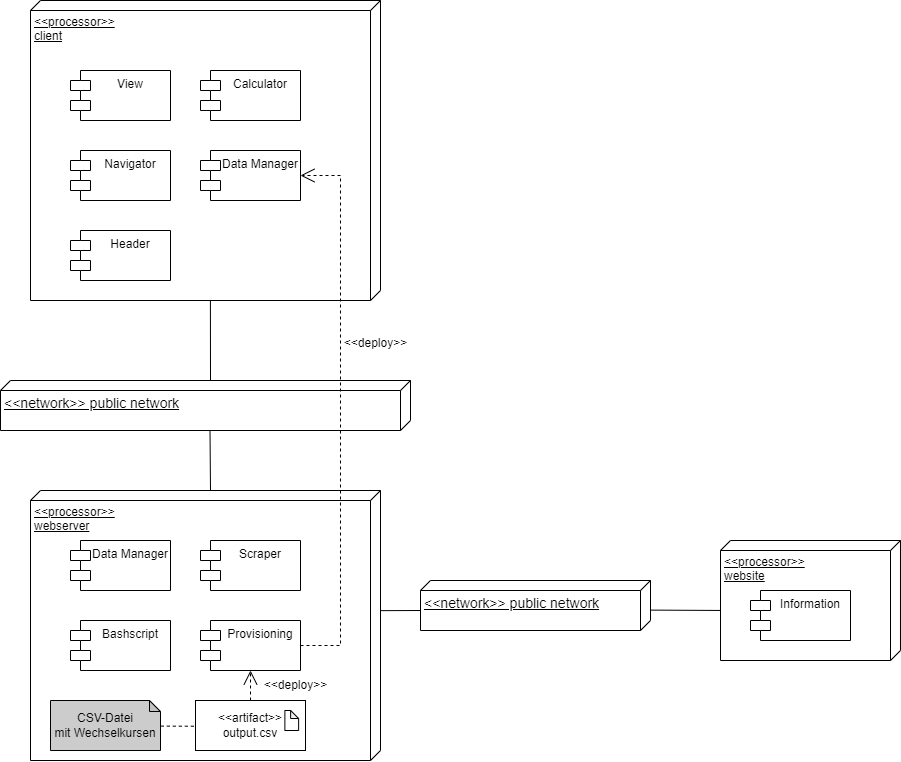 <<processor>>
client
View
Calculator
Navigator
Data Manager
Header
<<deploy>>
<<network>> public network
<<processor>>
webserver
Data Manager
Scraper
Bashscript
Provisioning
<<deploy>>
CSV-Datei
mit Wechselkursen
<<artifact>>
output.csv
<<network>> public network
<<processor>>
website
Information